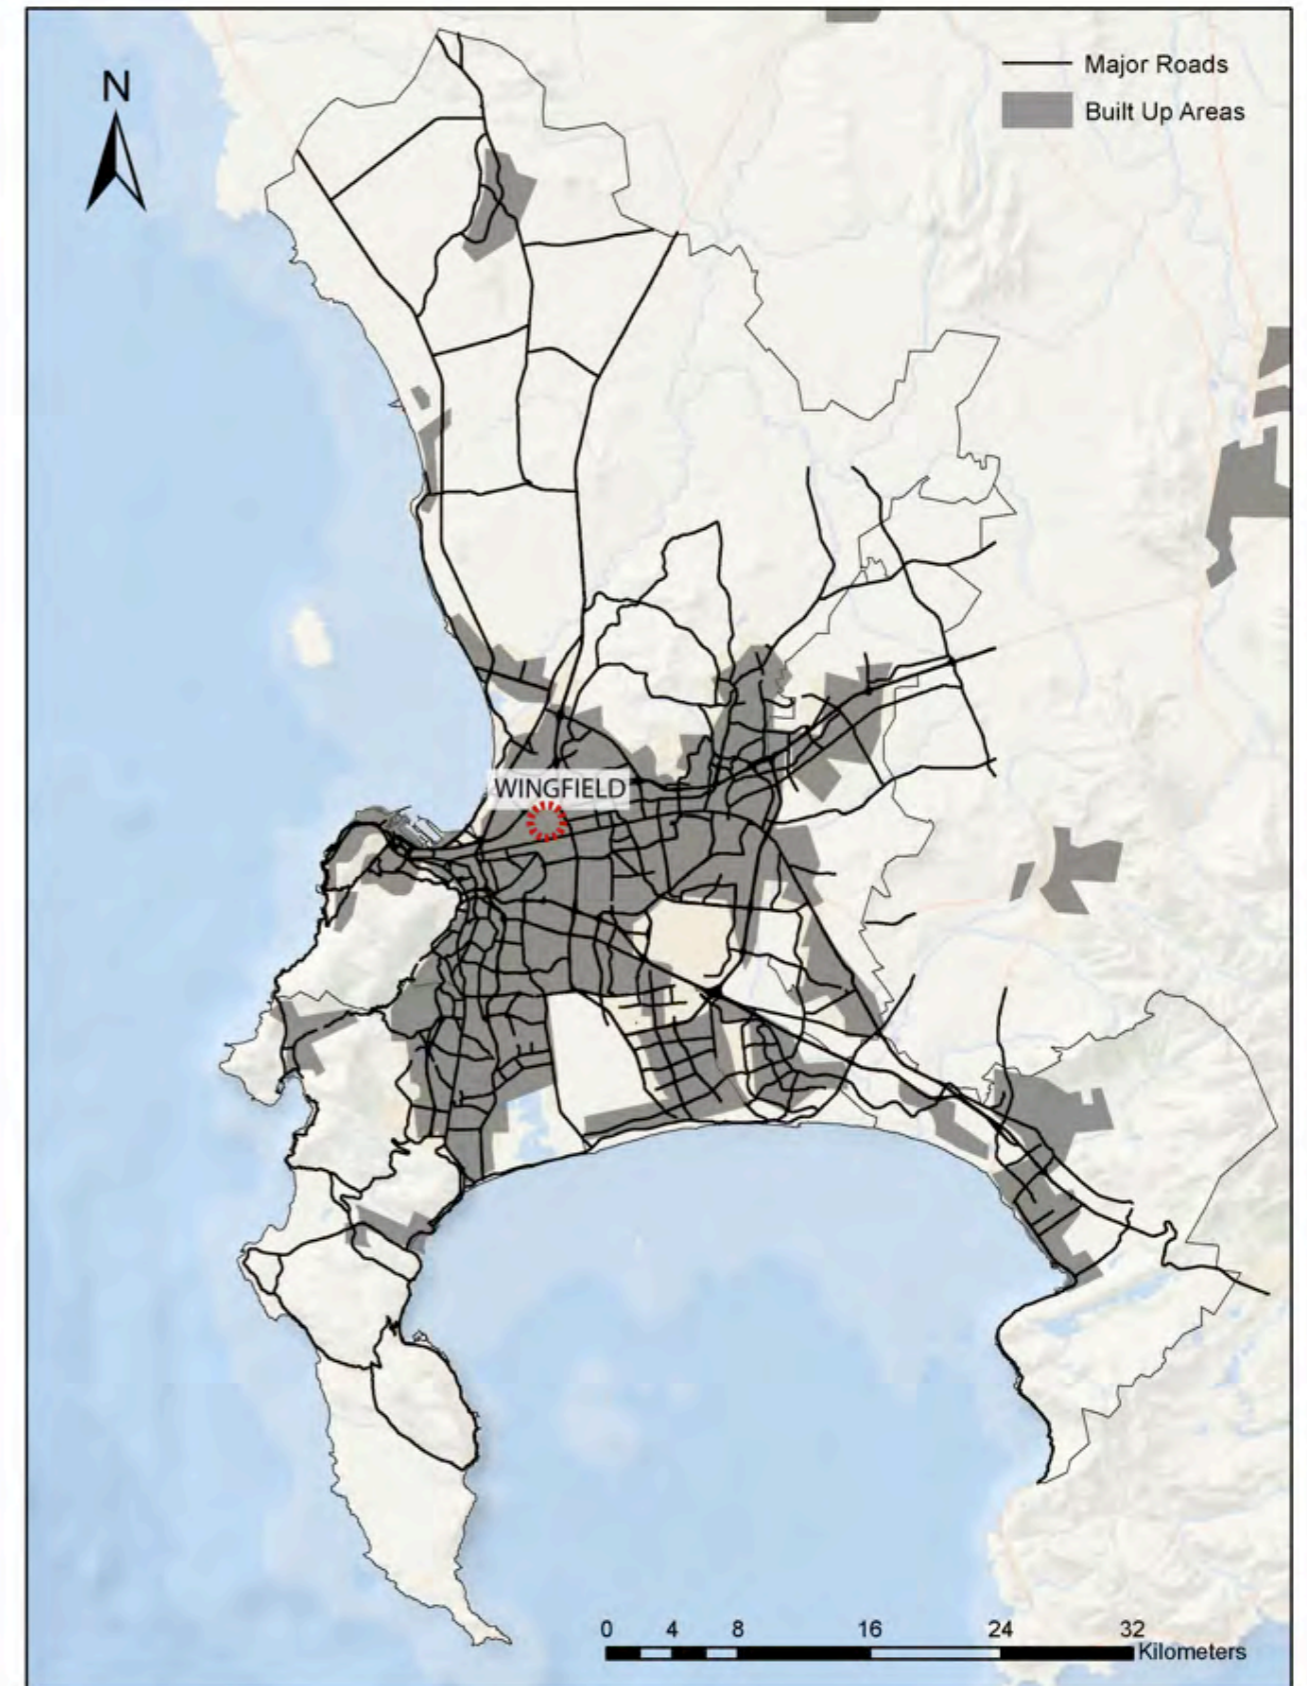 N
Major Roads
Built Up Areas
WINGFIELD
0 4 8 16 24 32
Kilometers